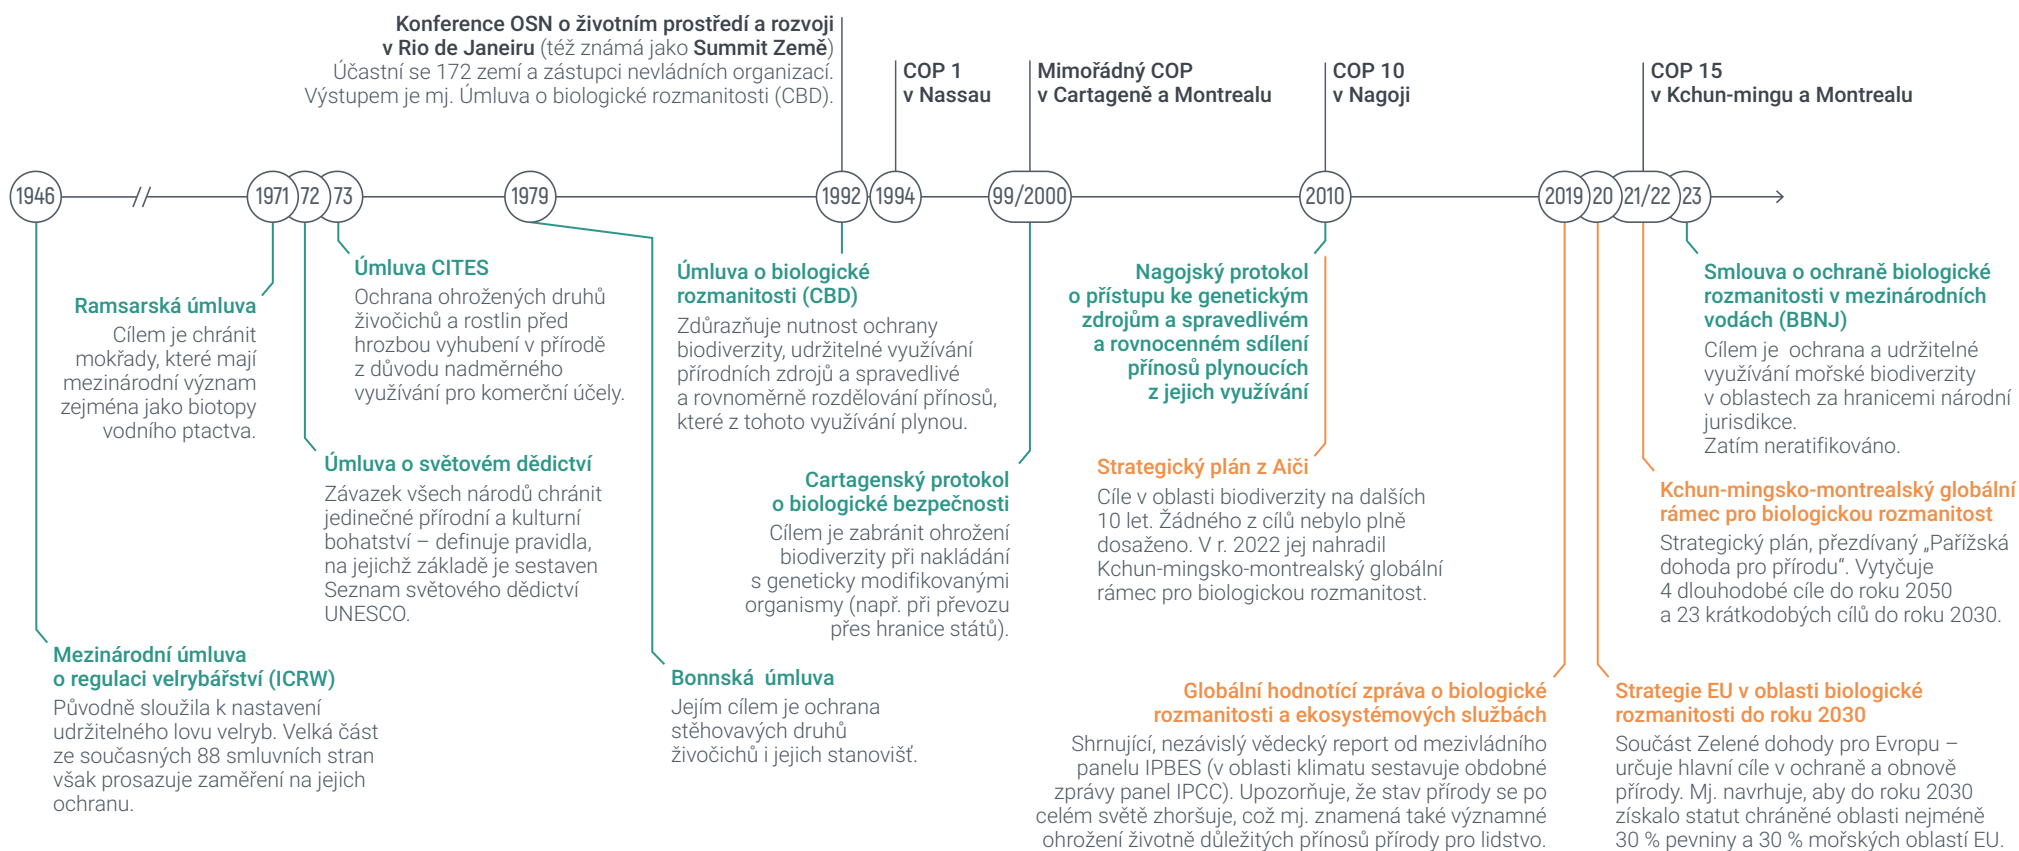 Konference OSN o životním prostředí a rozvoji
v Rio de Janeiru (též známá jako Summit Země)
Účastní se 172 zemí a zástupci nevládních organizací.
Výstupem je mj. Úmluva o biologické rozmanitosti (CBD).
COP 1
v Nassau
Mimořádný COP
v Cartageně a Montrealu
COP 10
v Nagoji
COP 15
v Kchun-mingu a Montrealu
1946
1971
72
73
1979
1992
1994
99/2000
2010
2019
20
21/22
23
Ramsarská úmluva
Cílem je chránit
mokřady, které mají
mezinárodní význam
zejména jako biotopy
vodního ptactva.
Úmluva CITES
Ochrana ohrožených druhů
živočichů a rostlin před
hrozbou vyhubení v přírodě
z důvodu nadměrného
využívání pro komerční účely.
Úmluva o světovém dědictví
Závazek všech národů chránit
jedinečné přírodní a kulturní
bohatství – definuje pravidla,
na jejichž základě je sestaven
Seznam světového dědictví
UNESCO.
Mezinárodní úmluva
o regulaci velrybářství (ICRW)
Původně sloužila k nastavení
udržitelného lovu velryb. Velká část
ze současných 88 smluvních stran
však prosazuje zaměření na jejich
ochranu.
Bonnská úmluva
Jejím cílem je ochrana
stěhovavých druhů
živočichů i jejich stanovišť.
Úmluva o biologické
rozmanitosti (CBD)
Zdůrazňuje nutnost ochrany
biodiverzity, udržitelné využívání
přírodních zdrojů a spravedlivé
a rovnoměrně rozdělování přínosů,
které z tohoto využívání plynou.
Cartagenský protokol
o biologické bezpečnosti
Cílem je zabránit ohrožení
biodiverzity při nakládání
s geneticky modifikovanými
organismy (např. při převozu
přes hranice států).
Nagojský protokol
o přístupu ke genetickým
zdrojům a spravedlivém
a rovnocenném sdílení
přínosů plynoucích
z jejich využívání
Strategický plán z Aiči
Cíle v oblasti biodiverzity na dalších
10 let. Žádného z cílů nebylo plně
dosaženo. V r. 2022 jej nahradil
Kchun-mingsko-montrealský globální
rámec pro biologickou rozmanitost.
Globální hodnotící zpráva o biologické
rozmanitosti a ekosystémových službách
Shrnující, nezávislý vědecký report od mezivládního
panelu IPBES (v oblasti klimatu sestavuje obdobné
zprávy panel IPCC). Upozorňuje, že stav přírody se po
celém světě zhoršuje, což mj. znamená také významné
ohrožení životně důležitých přínosů přírody pro lidstvo.
Smlouva o ochraně biologické
rozmanitosti v mezinárodních
vodách (BBNJ)
Cílem je ochrana a udržitelné
využívání mořské biodiverzity
v oblastech za hranicemi národní
jurisdikce.
Zatím neratifikováno.
Kchun-mingsko-montrealský globální
rámec pro biologickou rozmanitost
Strategický plán, přezdívaný „Pařížská
dohoda pro přírodu“. Vytyčuje
4 dlouhodobé cíle do roku 2050
a 23 krátkodobých cílů do roku 2030.
Strategie EU v oblasti biologické
rozmanitosti do roku 2030
Součást Zelené dohody pro Evropu –
určuje hlavní cíle v ochraně a obnově
přírody. Mj. navrhuje, aby do roku 2030
získalo statut chráněné oblasti nejméně
30 % pevniny a 30 % mořských oblastí EU.